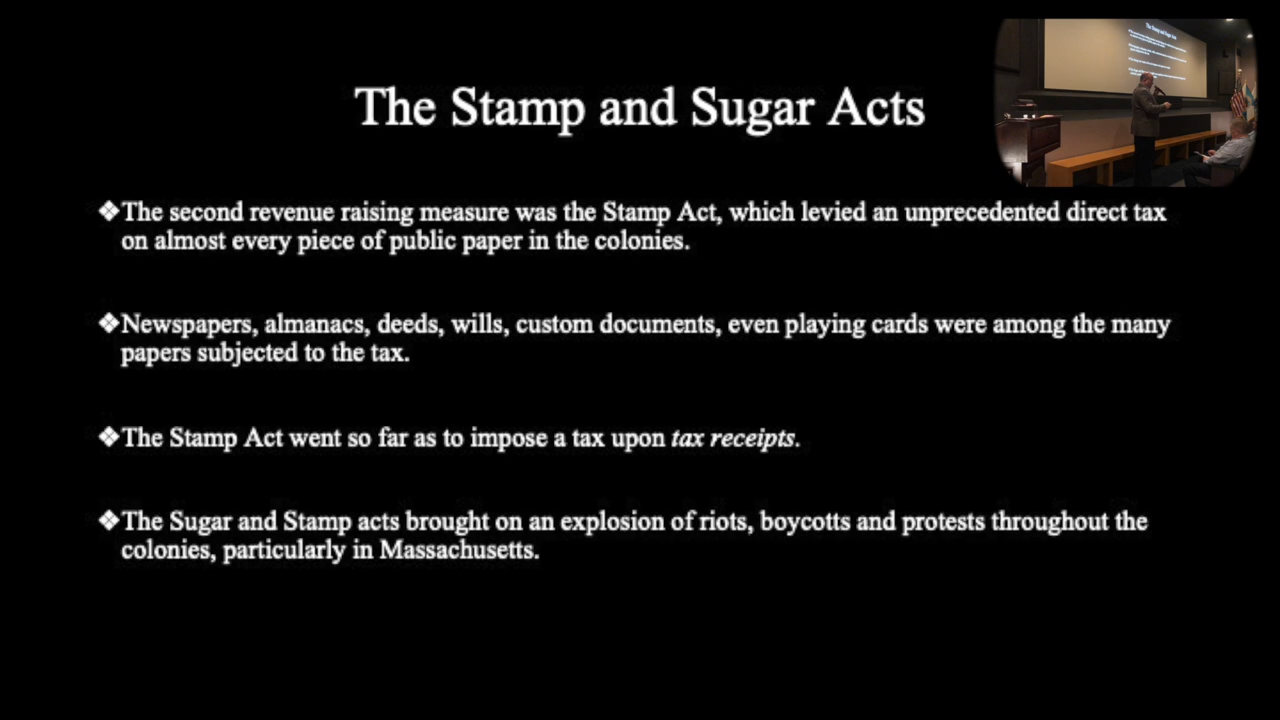 The Stamp and Sugar Acts
❖The second revenue raising measure was the Stamp Act, which levied an unprecedented direct tax
on almost every piece of public paper in the colonies.
❖Newspapers, almanacs, deeds, wills, custom documents, even playing cards were among the many
papers subjected to the tax.
❖The Stamp Act went so far as to impose a tax upon tax receipts.
❖The Sugar and Stamp acts brought on an explosion of riots, boycotts and protests throughout the
colonies, particularly in Massachusetts.